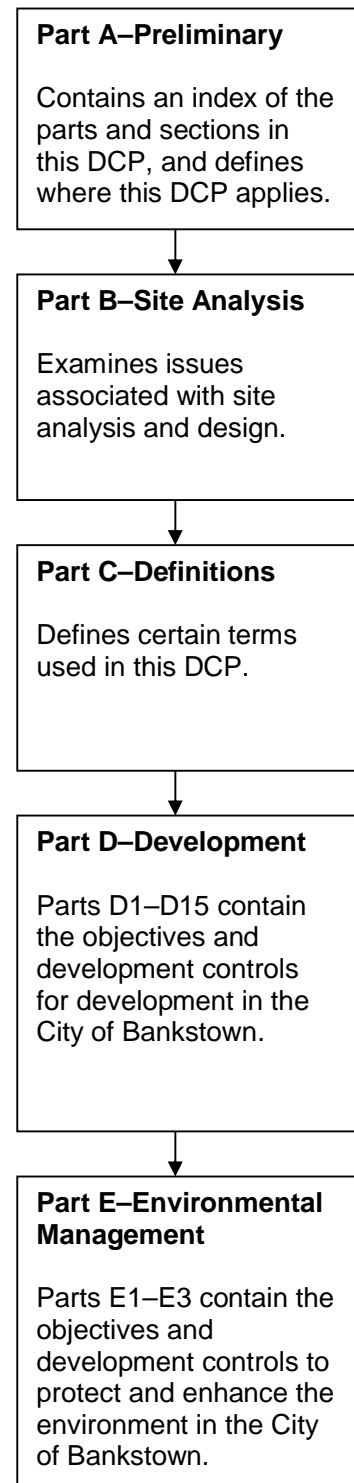 Part A–Preliminary
Contains an index of the
parts and sections in
this DCP, and defines
where this DCP applies.
Part B–Site Analysis
Examines issues
associated with site
analysis and design.
Part C–Definitions
Defines certain terms
used in this DCP.
Part D–Development
Parts D1–D15 contain
the objectives and
development controls
for development in the
City of Bankstown.
Part E–Environmental
Management
Parts E1–E3 contain the
objectives and
development controls to
protect and enhance the
environment in the City
of Bankstown.